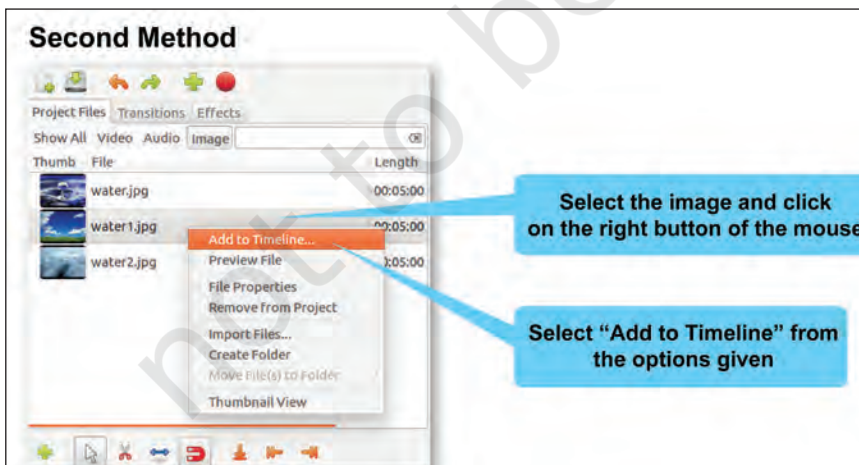 Second Method
Project Files Transitions Effects
Show All Video Audio Image
Thumb File Length
water.jpg 00:05:00
water1.jpg 00:05:00
Add to Timeline...
Preview File
water2.jpg :05:00
File Properties
Remove from Project
Import Files...
Create Folder
Move File(s) to Folder
Thumbnail View
Select the image and click
on the right button of the mouse
Select “Add to Timeline” from
the options given
not to be